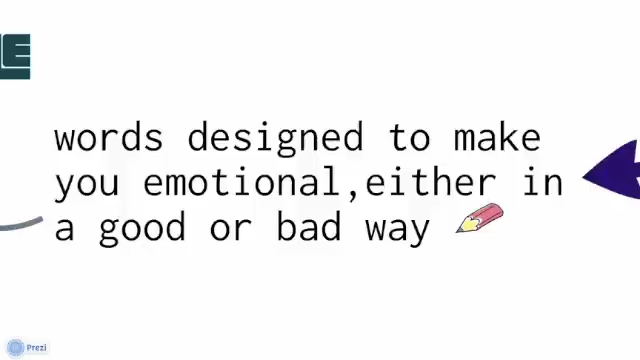 E
words designed to make
you emotional,either in
a good or bad way
Prezi